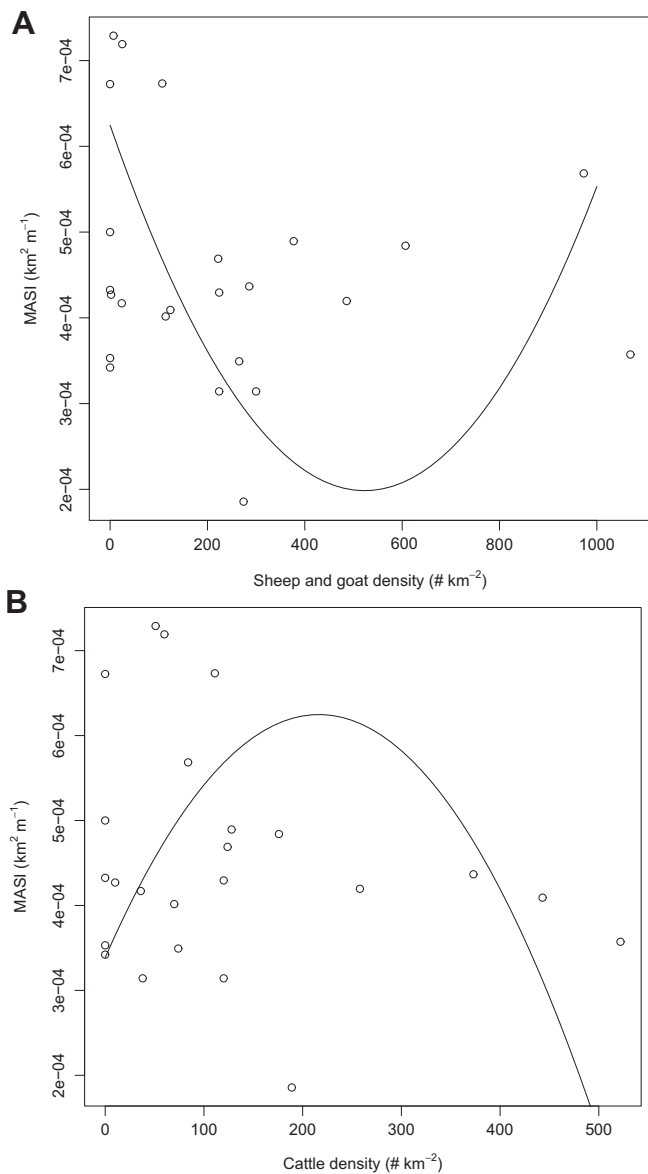 A
7e−04
6e−04
5e−04
4e−04
3e−04
2e−04
MASI (km² m⁻¹)
0 200 400 600 800 1000
Sheep and goat density (# km⁻²)
B
7e−04
6e−04
5e−04
4e−04
3e−04
2e−04
MASI (km² m⁻¹)
0 100 200 300 400 500
Cattle density (# km⁻²)